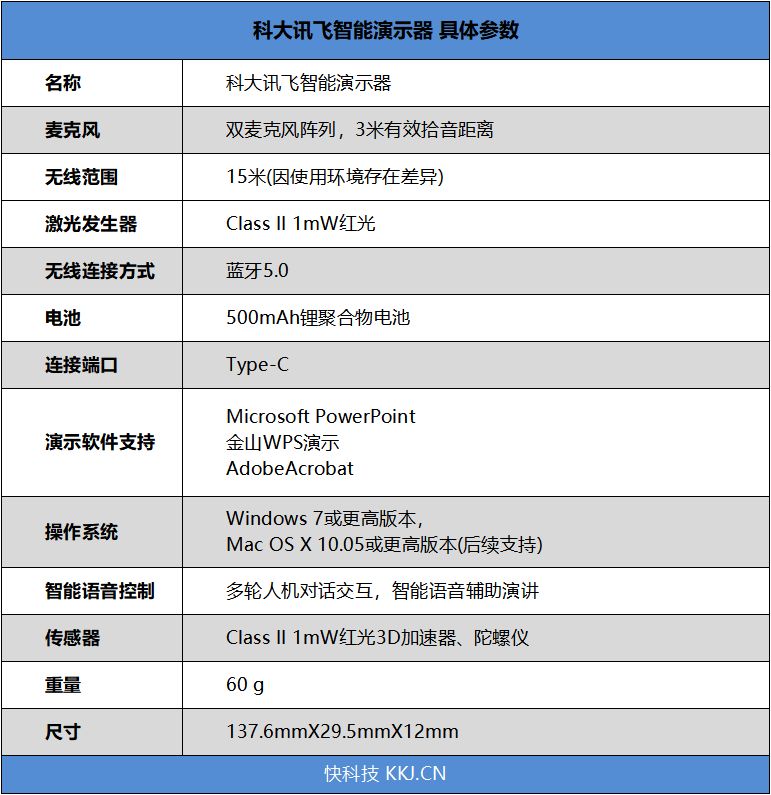 科大讯飞智能演示器 具体参数
名称 科大讯飞智能演示器
麦克风 双麦克风阵列，3米有效拾音距离
无线范围 15米(因使用环境存在差异)
激光发生器 Class II 1mW红光
无线连接方式 蓝牙5.0
电池 500mAh锂聚合物电池
连接端口 Type-C
演示软件支持
Microsoft PowerPoint
金山WPS演示
AdobeAcrobat
操作系统
Windows 7或更高版本，
Mac OS X 10.05或更高版本(后续支持)
智能语音控制 多轮人机对话交互，智能语音辅助演讲
传感器 Class II 1mW红光3D加速器、陀螺仪
重量 60 g
尺寸 137.6mmX29.5mmX12mm
快科技 KKJ.CN